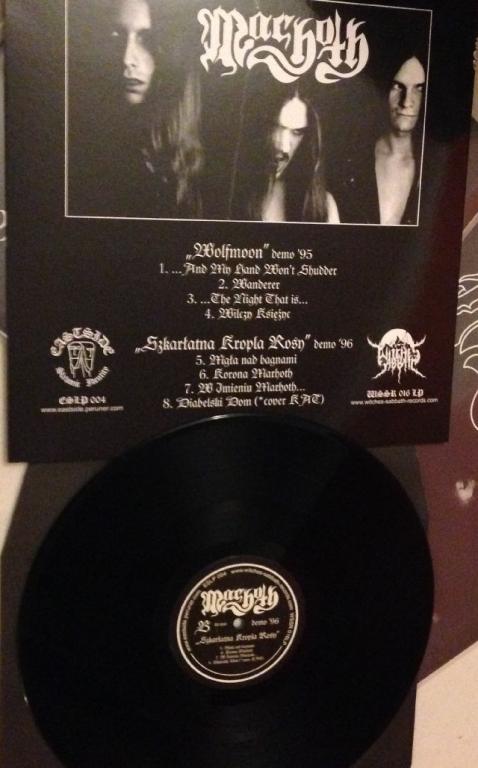 Marhoth
„Wolfmoon" demo '95
1. ...And My Hand Won't Shudder
2. Wanderer
3. ...The Night That is...
4. Wilczy Księżyc
„Szkarłatna Kropla Rosy" demo '96
5. Mgła nad bagnami
6. Korona Marhoth
7. W Imieniu Marhoth...
8. Diabelski Dom (*cover KAT)
EASTSIDE
ESLP 004
www.eastside.peruner.com
WSSR 016 LP
www.witches-sabbath-records.com
Marhoth
B
demo '96
„Szkarłatna Kropla Rosy"